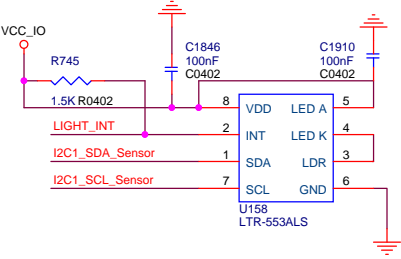 VCC_IO
R745
1.5K R0402
C1846
100nF
C0402
C1910
100nF
C0402
LIGHT_INT
I2C1_SDA_Sensor
I2C1_SCL_Sensor
8 VDD LED A 5
2 INT LED K 4
1 SDA LDR 3
7 SCL GND 6
U158
LTR-553ALS